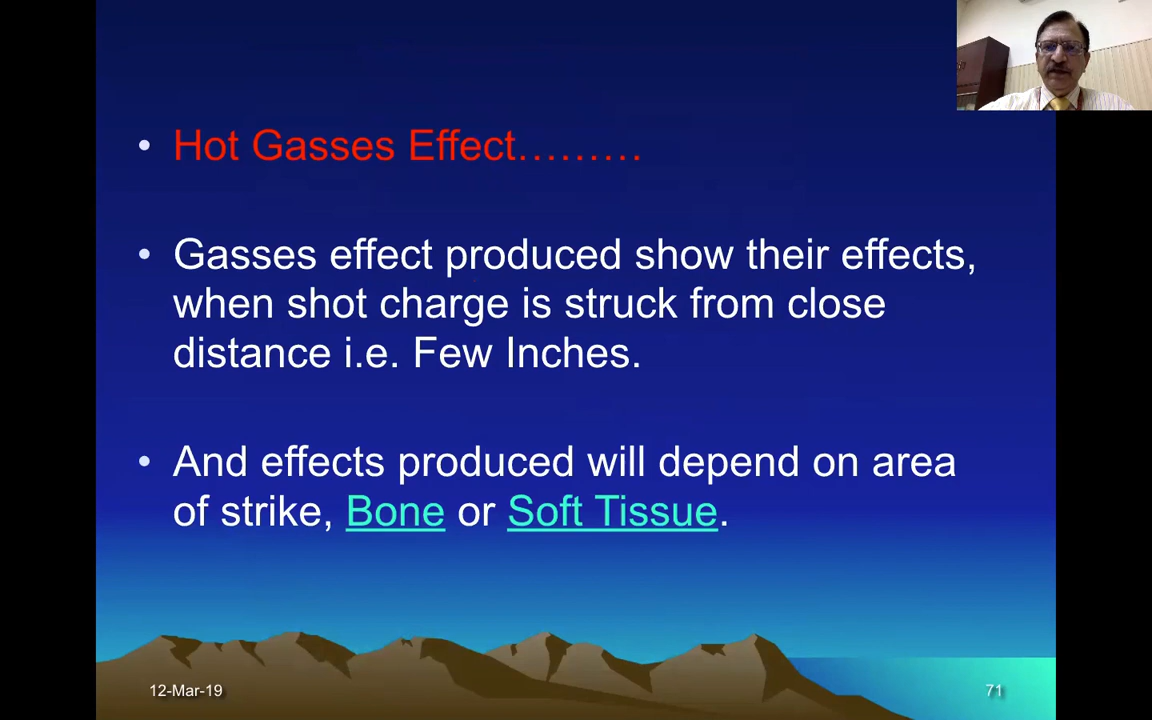 • Hot Gasses Effect………
• Gasses effect produced show their effects,
when shot charge is struck from close
distance i.e. Few Inches.
• And effects produced will depend on area
of strike, Bone or Soft Tissue.
12-Mar-19
71